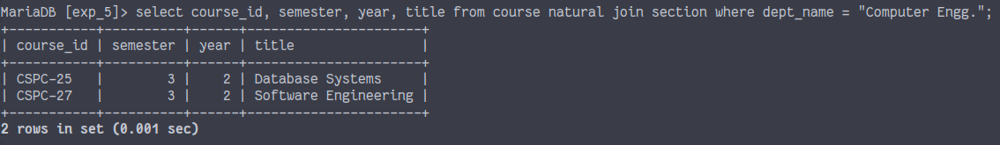 MariaDB [exp_5]> select course_id, semester, year, title from course natural join section where dept_name = "Computer Engg.";
+-----------+----------+------+----------------------+
| course_id | semester | year | title                |
+-----------+----------+------+----------------------+
| CSPC-25   |        3 |    2 | Database Systems     |
| CSPC-27   |        3 |    2 | Software Engineering |
+-----------+----------+------+----------------------+
2 rows in set (0.001 sec)